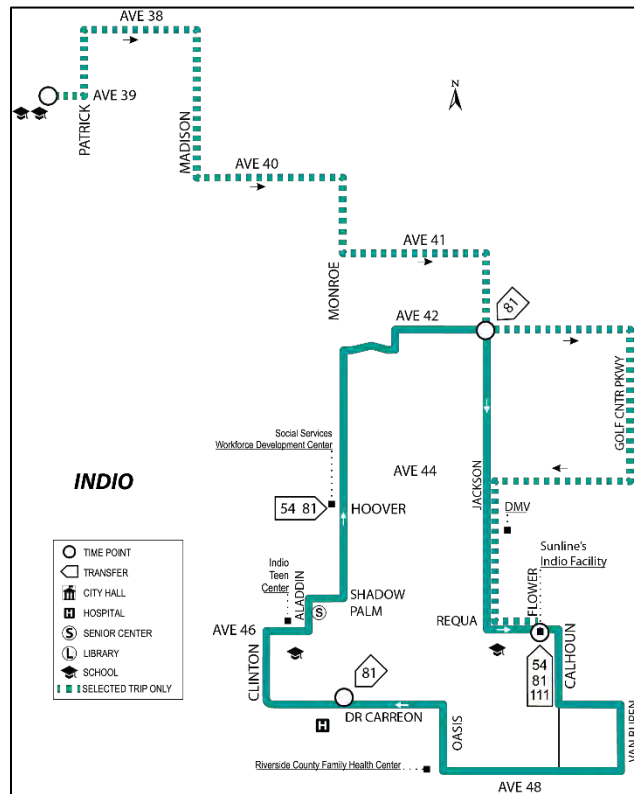 AVE 38
AVE 39
PATRICK
MADISON
N
AVE 40
AVE 41
MONROE
81
AVE 42
GOLF CNTR PKWY
Social Services
Workforce Development Center
AVE 44
JACKSON
INDIO
54 81
HOOVER
DMV
Sunline's
Indio Facility
TIME POINT
TRANSFER
CITY HALL
H HOSPITAL
S SENIOR CENTER
L LIBRARY
SCHOOL
SELECTED TRIP ONLY
Indio
Teen
Center
ALADDIN
S
SHADOW
PALM
FLOWER
REQUA
AVE 46
CLINTON
CALHOUN
54
81
111
81
DR CARREON
H
OASIS
VAN BUREN
Riverside County Family Health Center
AVE 48